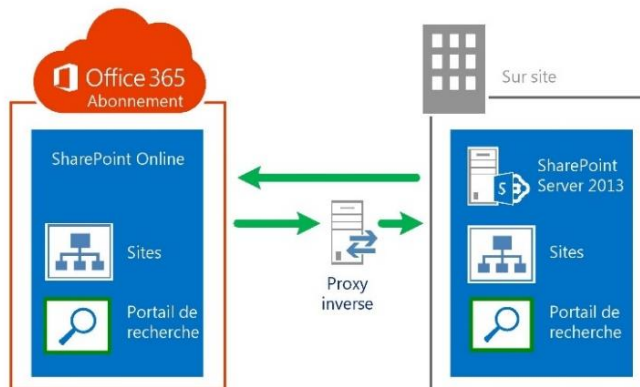 Office 365
Abonnement
Sur site
SharePoint Online
SharePoint
Server 2013
S
Sites
Sites
Proxy
inverse
Portail de
recherche
Portail de
recherche